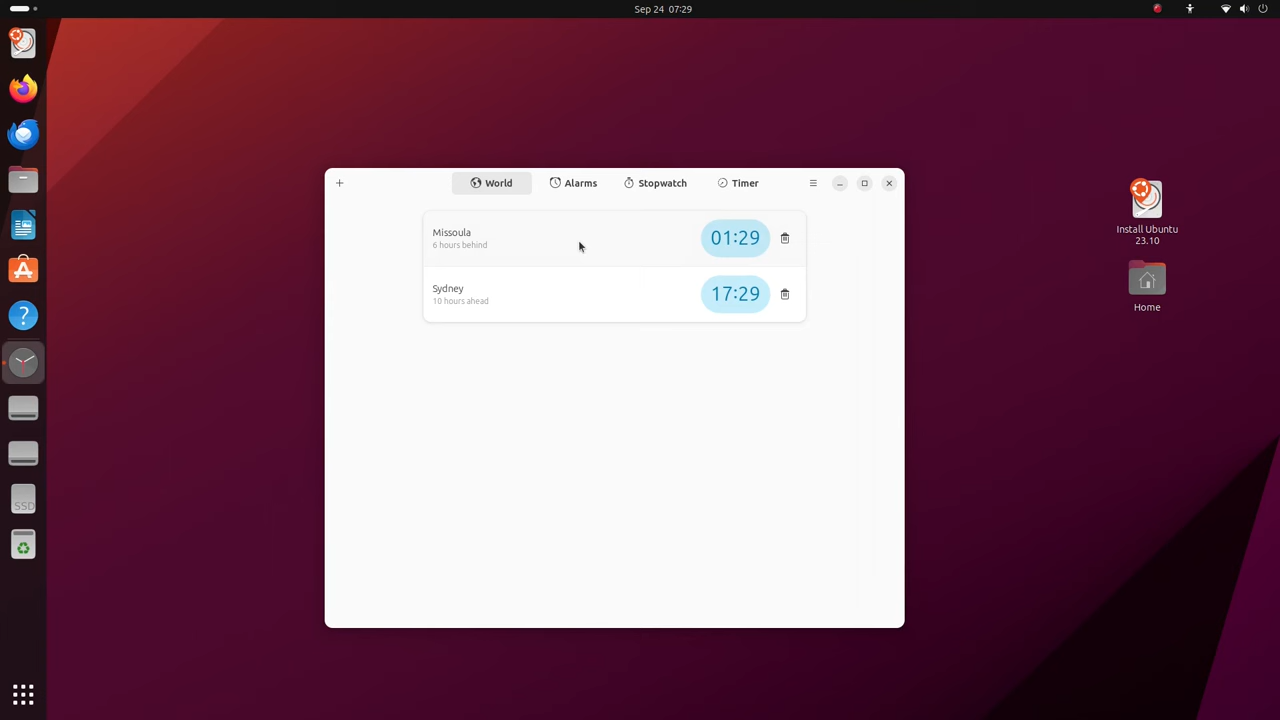 Sep 24 07:29
World
Alarms
Stopwatch
Timer
Missoula
6 hours behind
01:29
Sydney
10 hours ahead
17:29
Install Ubuntu
23.10
Home
SSD